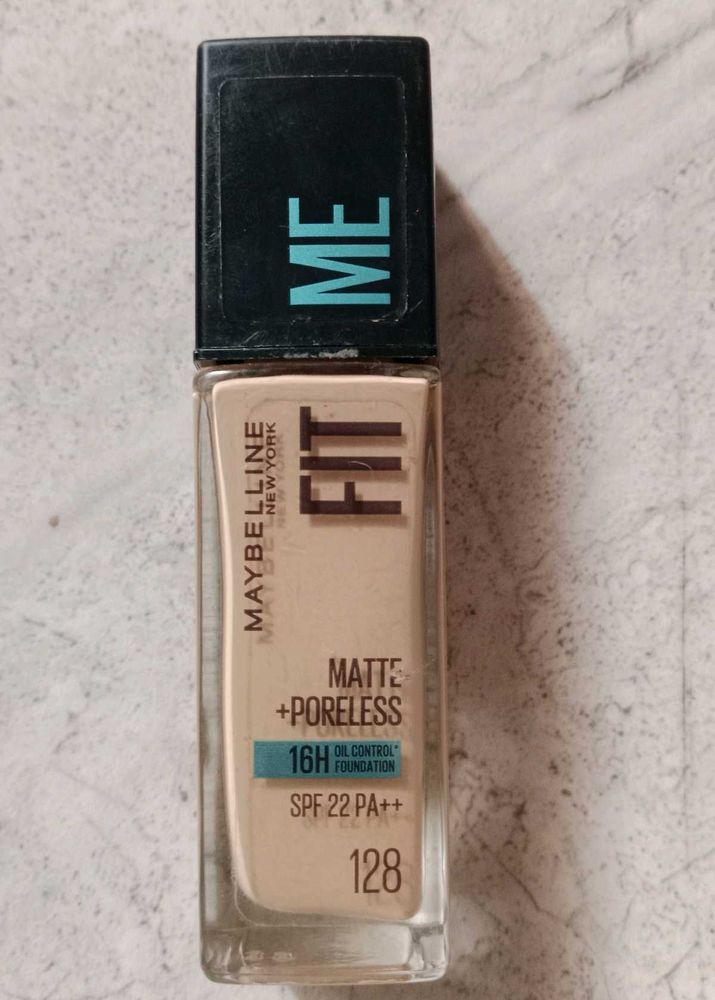 FIT ME
MAYBELLINE
NEW YORK
MATTE
+PORELESS
16H OIL CONTROL*
FOUNDATION
SPF 22 PA++
128